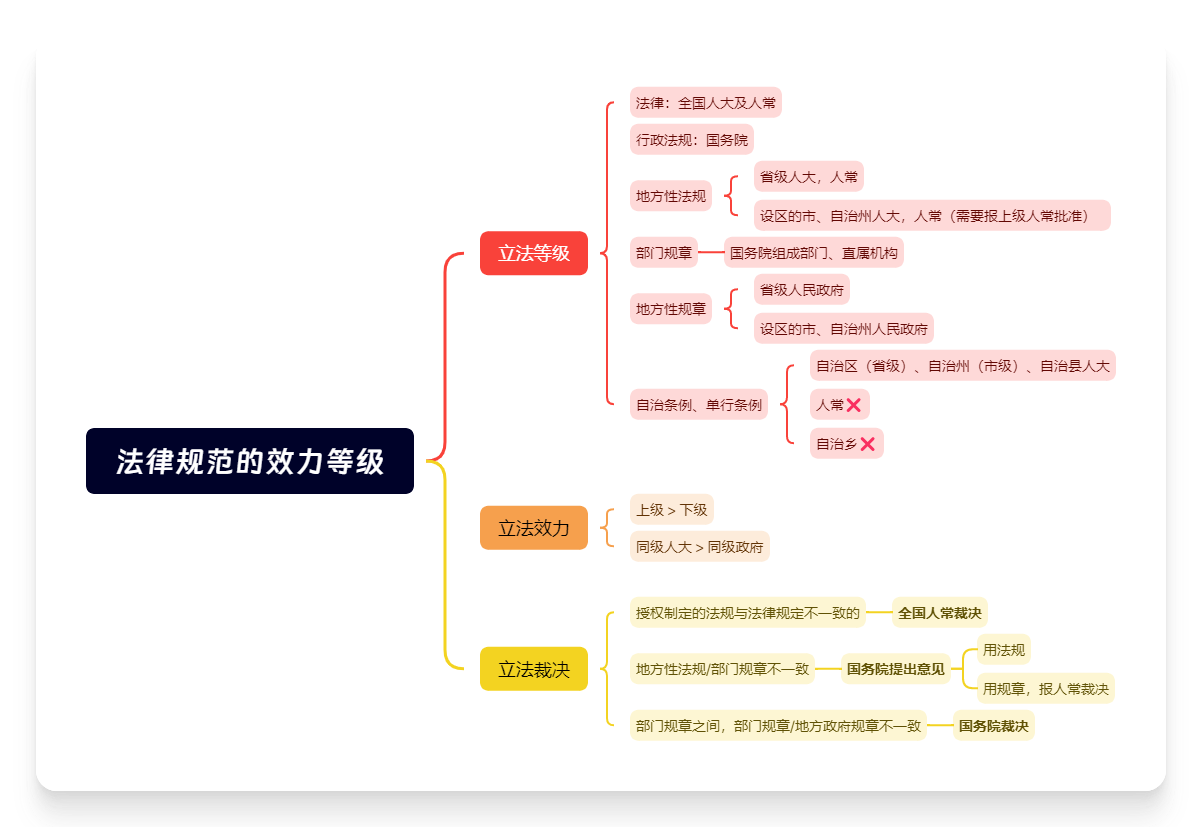 法律规范的效力等级
立法等级
法律：全国人大及人常
行政法规：国务院
地方性法规
省级人大，人常
设区的市、自治州人大，人常（需要报上级人常批准）
部门规章
国务院组成部门、直属机构
地方性规章
省级人民政府
设区的市、自治州人民政府
自治条例、单行条例
自治区（省级）、自治州（市级）、自治县人大
人常❌
自治乡❌
立法效力
上级 > 下级
同级人大 > 同级政府
立法裁决
授权制定的法规与法律规定不一致的
全国人常裁决
地方性法规/部门规章不一致
国务院提出意见
用法规
用规章，报人常裁决
部门规章之间，部门规章/地方政府规章不一致
国务院裁决